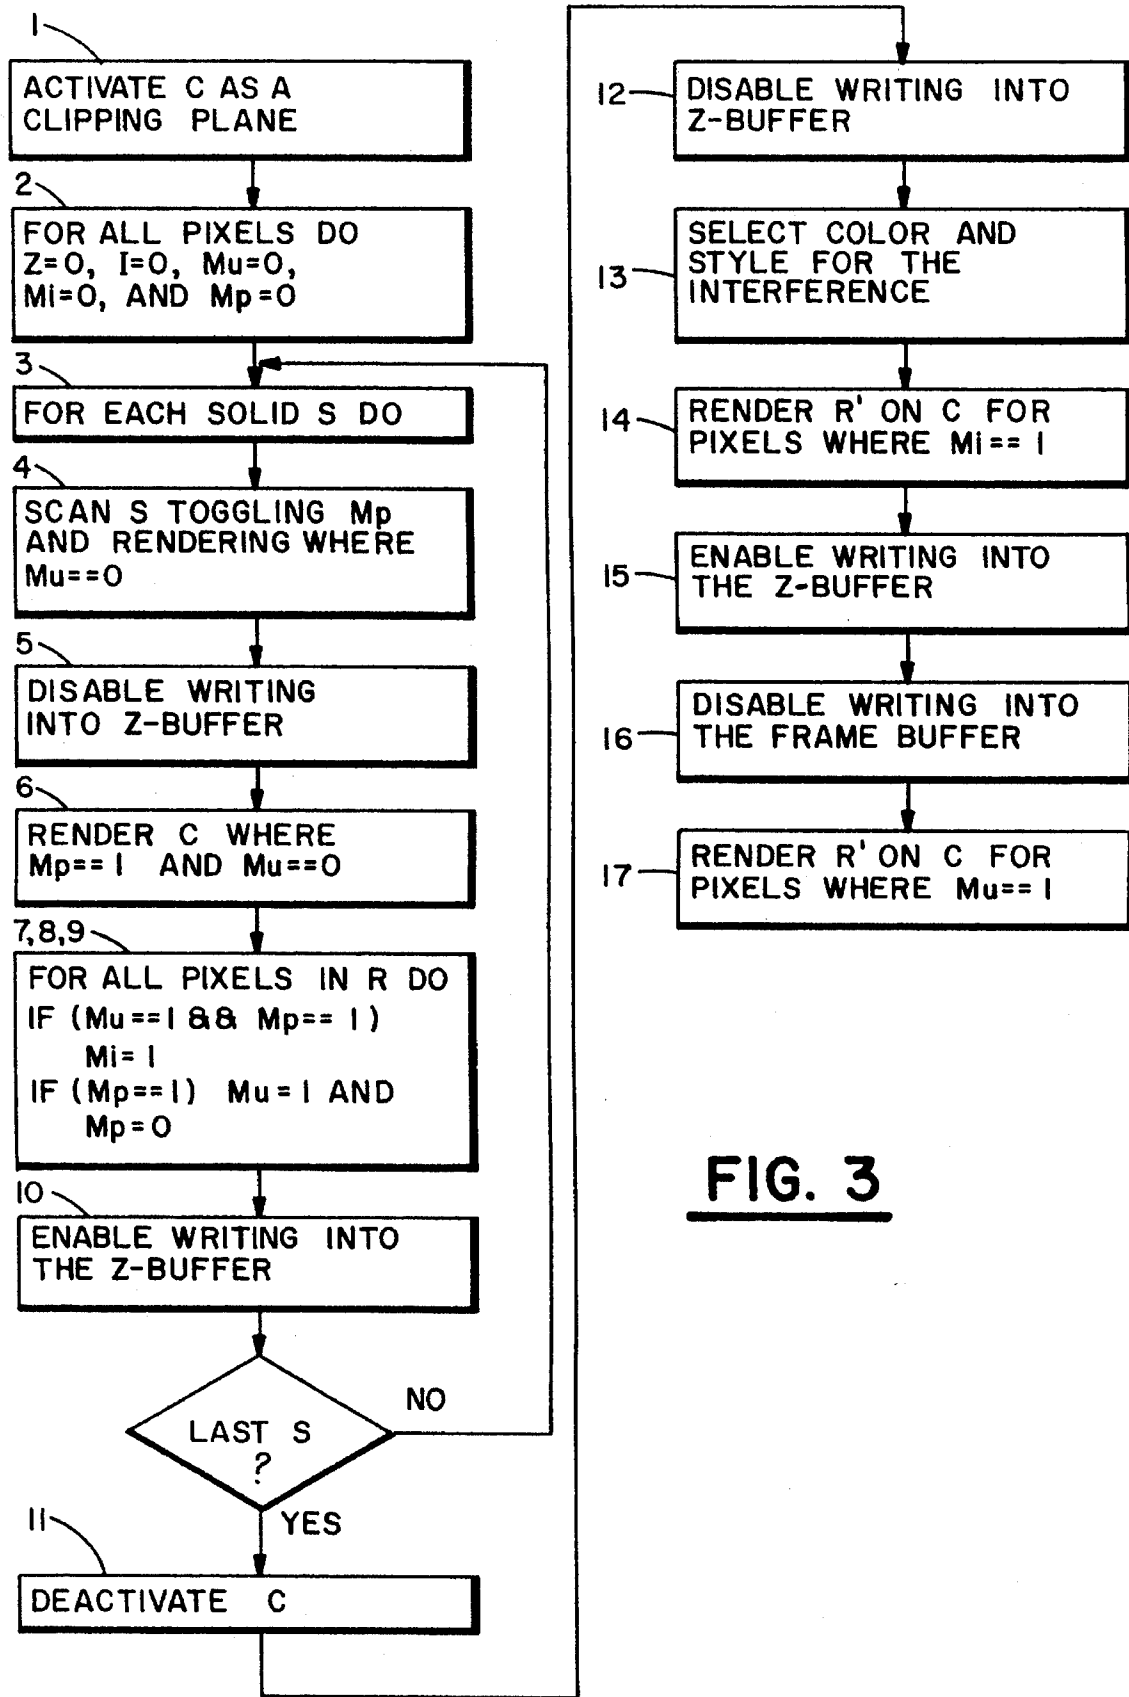 1
ACTIVATE C AS A
CLIPPING PLANE
2
FOR ALL PIXELS DO
Z=0, I=0, Mu=0,
Mi=0, AND Mp=0
3
FOR EACH SOLID S DO
4
SCAN S TOGGLING Mp
AND RENDERING WHERE
Mu==0
5
DISABLE WRITING
INTO Z-BUFFER
6
RENDER C WHERE
Mp==1 AND Mu==0
7,8,9
FOR ALL PIXELS IN R DO
IF (Mu==1 && Mp==1)
Mi=1
IF (Mp==1) Mu=1 AND
Mp=0
10
ENABLE WRITING INTO
THE Z-BUFFER
LAST S
?
NO
YES
11
DEACTIVATE C
12
DISABLE WRITING INTO
Z-BUFFER
13
SELECT COLOR AND
STYLE FOR THE
INTERFERENCE
14
RENDER R' ON C FOR
PIXELS WHERE Mi==1
15
ENABLE WRITING INTO
THE Z-BUFFER
16
DISABLE WRITING INTO
THE FRAME BUFFER
17
RENDER R' ON C FOR
PIXELS WHERE Mu==1
FIG. 3